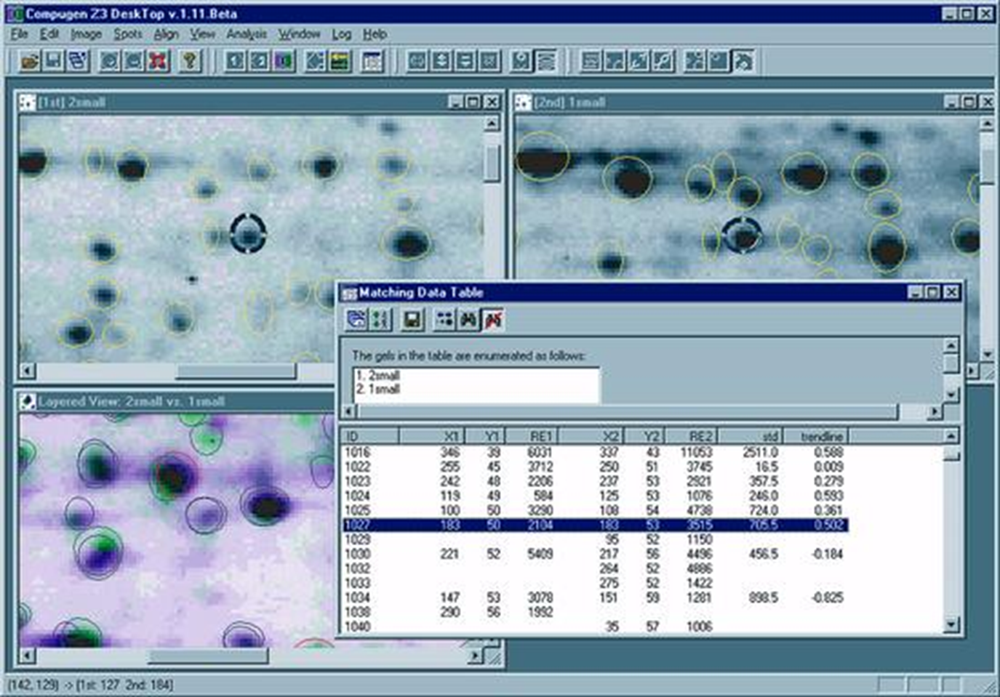 Compugen Z3 DeskTop v.1.11.Beta
File Edit Image Spots Align View Analysis Window Log Help
[1st] 2small
[2nd] 1small
Matching Data Table
The gels in the table are enumerated as follows:
1. 2small
2. 1small
Layered View: 2small vs. 1small
ID X1 Y1 RE1 X2 Y2 RE2 std trendline
1016 346 39 6031 337 43 11053 2511.0 0.588
1022 255 45 3712 250 51 3745 16.5 0.009
1023 242 48 2206 237 53 2921 357.5 0.279
1024 119 49 584 125 53 1076 246.0 0.593
1025 100 50 3290 108 54 4738 724.0 0.361
1027 183 50 2104 183 53 3515 705.5 0.502
1029 95 52 1150
1030 221 52 5409 217 56 4496 456.5 -0.184
1032 264 52 4886
1033 275 52 1422
1034 147 53 3078 151 59 1281 898.5 -0.825
1038 290 56 1992
1040 35 57 1006
(142, 129) -> [1st: 127 2nd: 184]